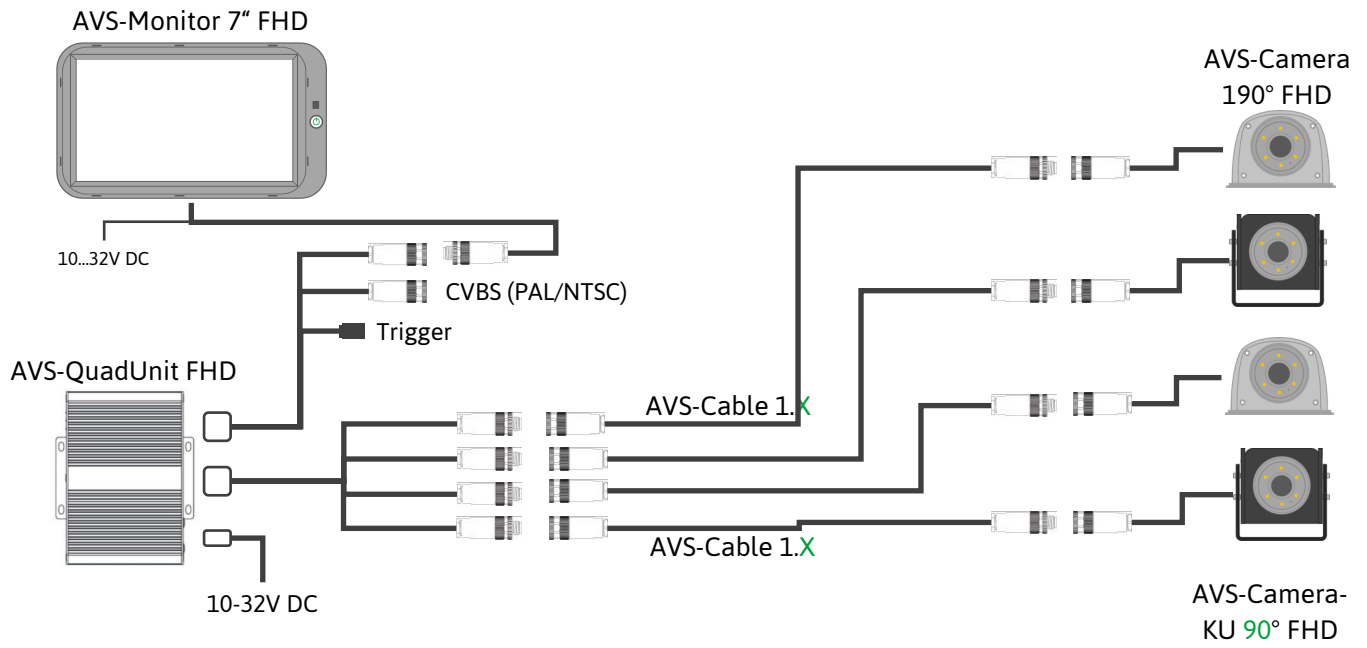 AVS-Monitor 7“ FHD
AVS-Camera
190° FHD
10...32V DC
CVBS (PAL/NTSC)
Trigger
AVS-QuadUnit FHD
AVS-Cable 1.X
AVS-Cable 1.X
10-32V DC
AVS-Camera-
KU 90° FHD